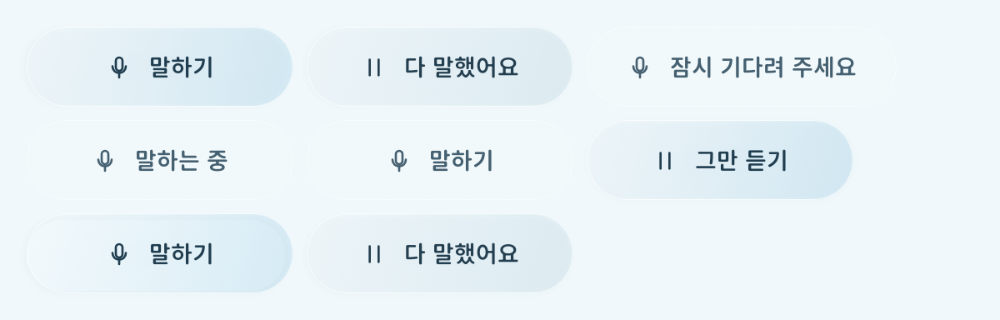 말하기 다 말했어요 잠시 기다려 주세요
말하는 중 말하기 그만 듣기
말하기 다 말했어요